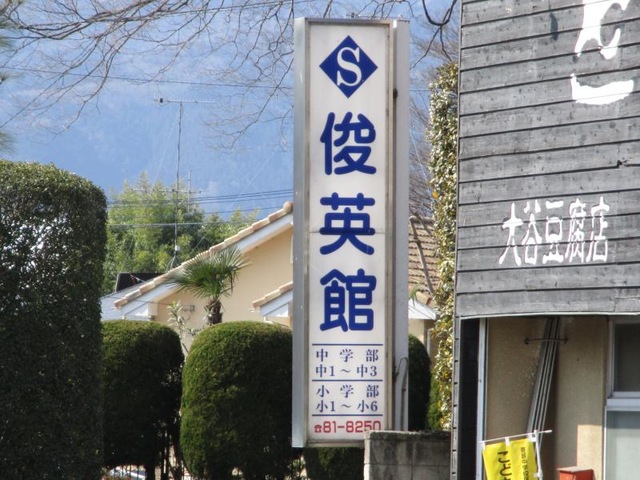 S
俊英館
中学部
中1～中3
小学部
小1～小6
☎81-8250
大谷豆腐店